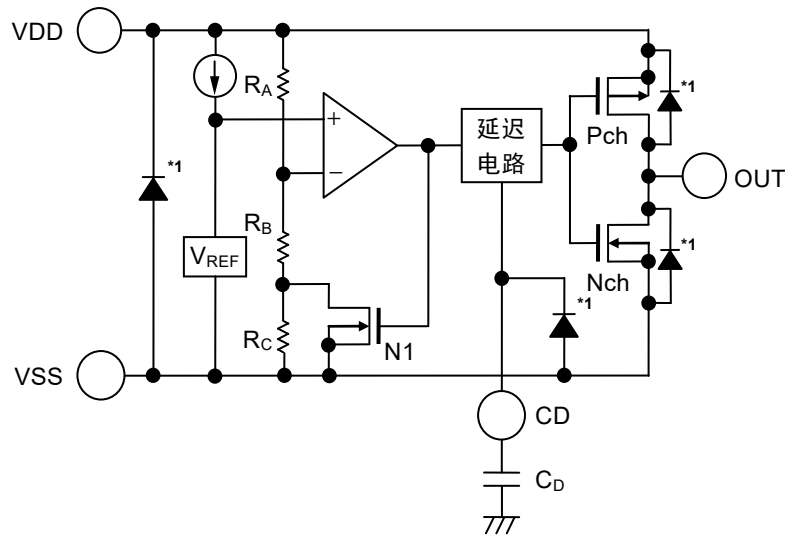 VDD
*1
RA
+
−
延迟
电路
*1
Pch
OUT
RB
VREF
*1
Nch
*1
RC
N1
VSS
CD
CD